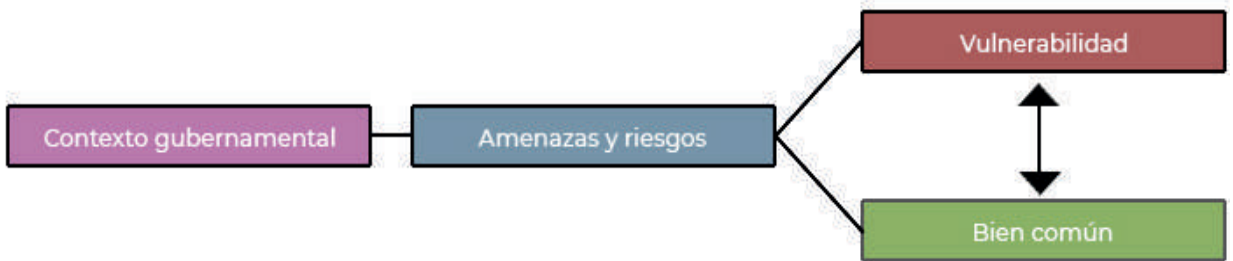 Vulnerabilidad
Contexto gubernamental
Amenazas y riesgos
Bien común